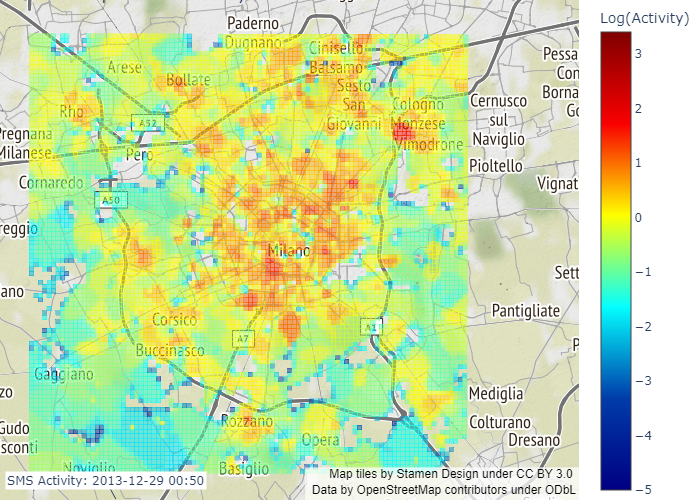 Paderno
Dugnano
Cinisello
Balsamo
Log(Activity)
Arese
Bollate
Sesto
San
Giovanni
Cologno
Monzese
Vimodrone
Pessa
Con
Borna
Go
Rho
A52
Cernusco
sul
Naviglio
Pregnana
Milanese
Pero
Pioltello
Cornaredo
A50
Vignat
reggio
Milano
Sett
ano
Pantigliate
Corsico
A7
A1
Buccinasco
P
Gaggiano
Mediglia
zo
Rozzano
Colturano
Dresano
Gudo
sconti
Opera
Noviglio
Basiglio
3
2
1
0
−1
−2
−3
−4
−5
SMS Activity: 2013-12-29 00:50
Map tiles by Stamen Design under CC BY 3.0
Data by OpenStreetMap contributors under ODbL